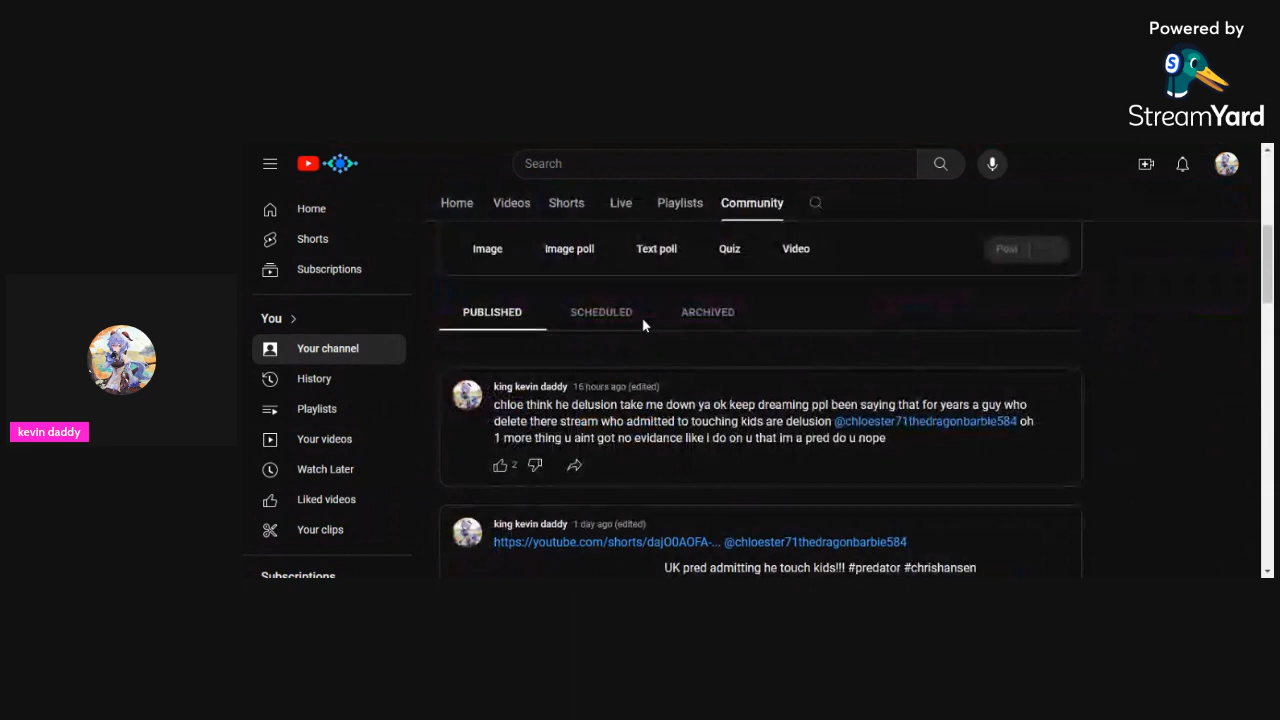 Powered by
StreamYard
Search
Home
Videos
Shorts
Live
Playlists
Community
Home
Shorts
Subscriptions
You
Your channel
History
Playlists
Your videos
Watch Later
Liked videos
Your clips
Subscriptions
Image
Image poll
Text poll
Quiz
Video
Post
PUBLISHED
SCHEDULED
ARCHIVED
king kevin daddy 16 hours ago (edited)
chloe think he delusion take me down ya ok keep dreaming ppl been saying that for years a guy who
delete there stream who admitted to touching kids are delusion @chloester71thedragonbarbie584 oh
1 more thing u aint got no evidence like i do on u that im a pred do u nope
2
king kevin daddy 1 day ago (edited)
https://youtube.com/shorts/dajO0AOFA-... @chloester71thedragonbarbie584
UK pred admitting he touch kids!!! #predator #chrishansen
kevin daddy